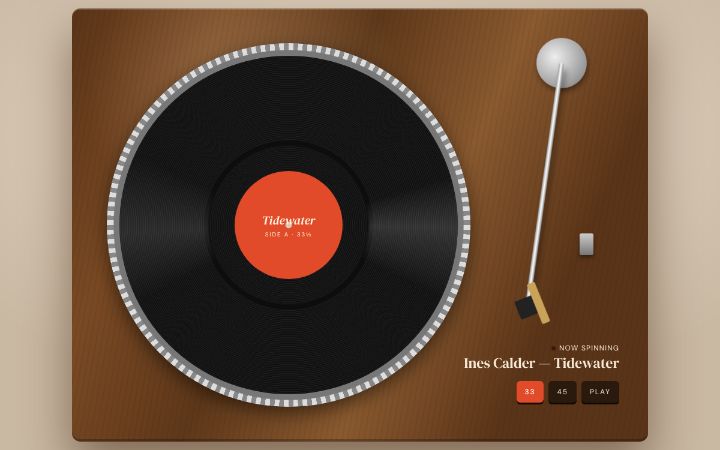 Tidewater
SIDE A · 33⅓
NOW SPINNING
Ines Calder — Tidewater
33 45 PLAY